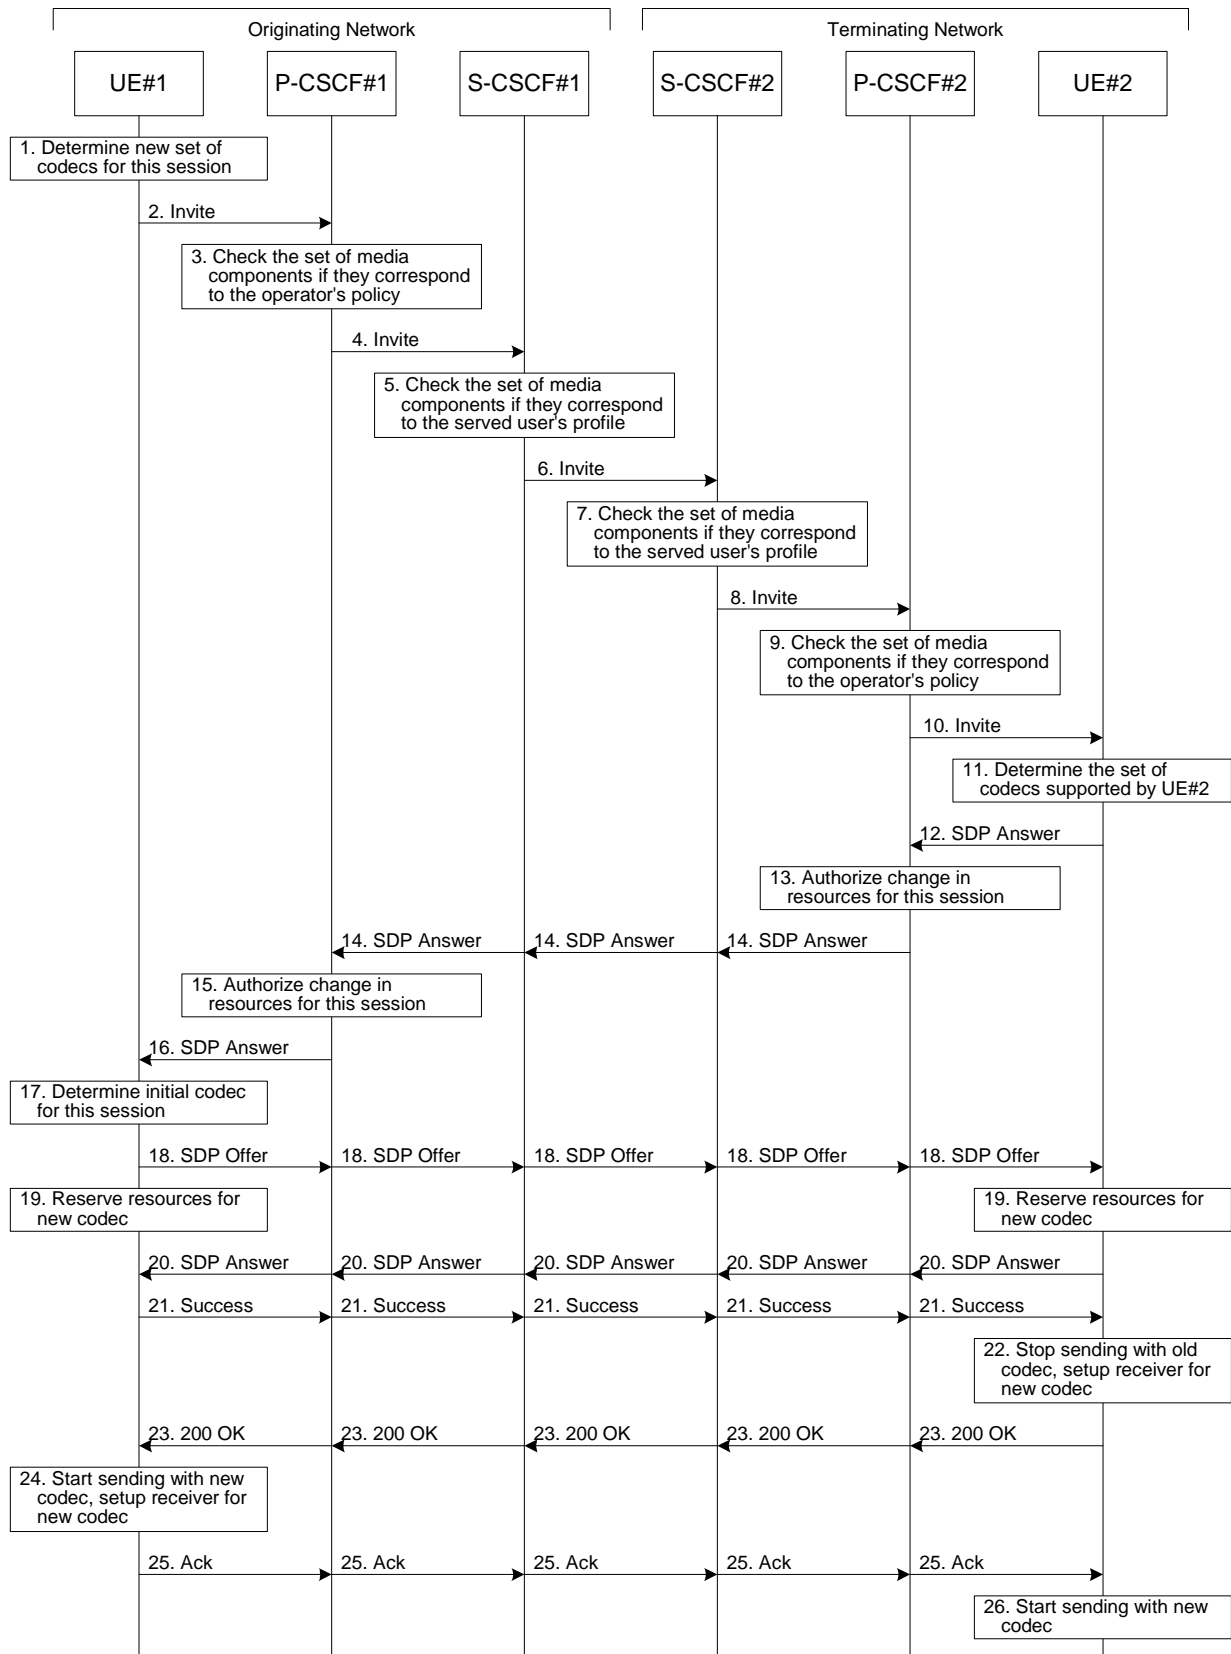 Originating Network
Terminating Network
UE#1
P-CSCF#1
S-CSCF#1
S-CSCF#2
P-CSCF#2
UE#2
1. Determine new set of
codecs for this session
2. Invite
3. Check the set of media
components if they correspond
to the operator's policy
4. Invite
5. Check the set of media
components if they correspond
to the served user's profile
6. Invite
7. Check the set of media
components if they correspond
to the served user's profile
8. Invite
9. Check the set of media
components if they correspond
to the operator's policy
10. Invite
11. Determine the set of
codecs supported by UE#2
12. SDP Answer
13. Authorize change in
resources for this session
14. SDP Answer
14. SDP Answer
14. SDP Answer
15. Authorize change in
resources for this session
16. SDP Answer
17. Determine initial codec
for this session
18. SDP Offer
18. SDP Offer
18. SDP Offer
18. SDP Offer
18. SDP Offer
19. Reserve resources for
new codec
19. Reserve resources for
new codec
20. SDP Answer
20. SDP Answer
20. SDP Answer
20. SDP Answer
20. SDP Answer
21. Success
21. Success
21. Success
21. Success
21. Success
22. Stop sending with old
codec, setup receiver for
new codec
23. 200 OK
23. 200 OK
23. 200 OK
23. 200 OK
23. 200 OK
24. Start sending with new
codec, setup receiver for
new codec
25. Ack
25. Ack
25. Ack
25. Ack
25. Ack
26. Start sending with new
codec